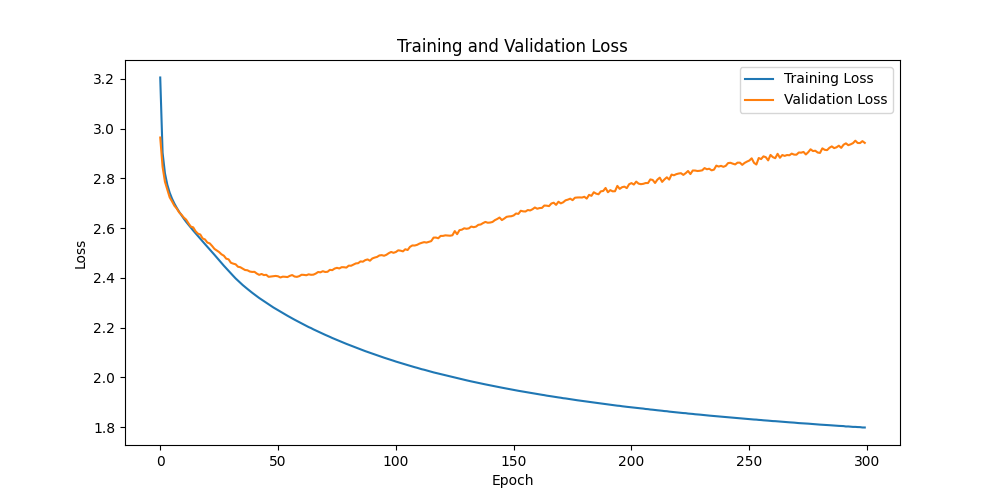 Training and Validation Loss
Training Loss
Validation Loss
3.2
3.0
2.8
2.6
2.4
2.2
2.0
1.8
Loss
0 50 100 150 200 250 300
Epoch